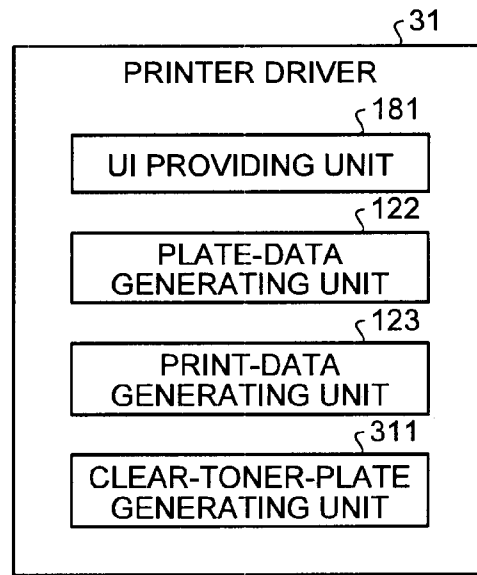 31
PRINTER DRIVER
181
UI PROVIDING UNIT
122
PLATE-DATA
GENERATING UNIT
123
PRINT-DATA
GENERATING UNIT
311
CLEAR-TONER-PLATE
GENERATING UNIT